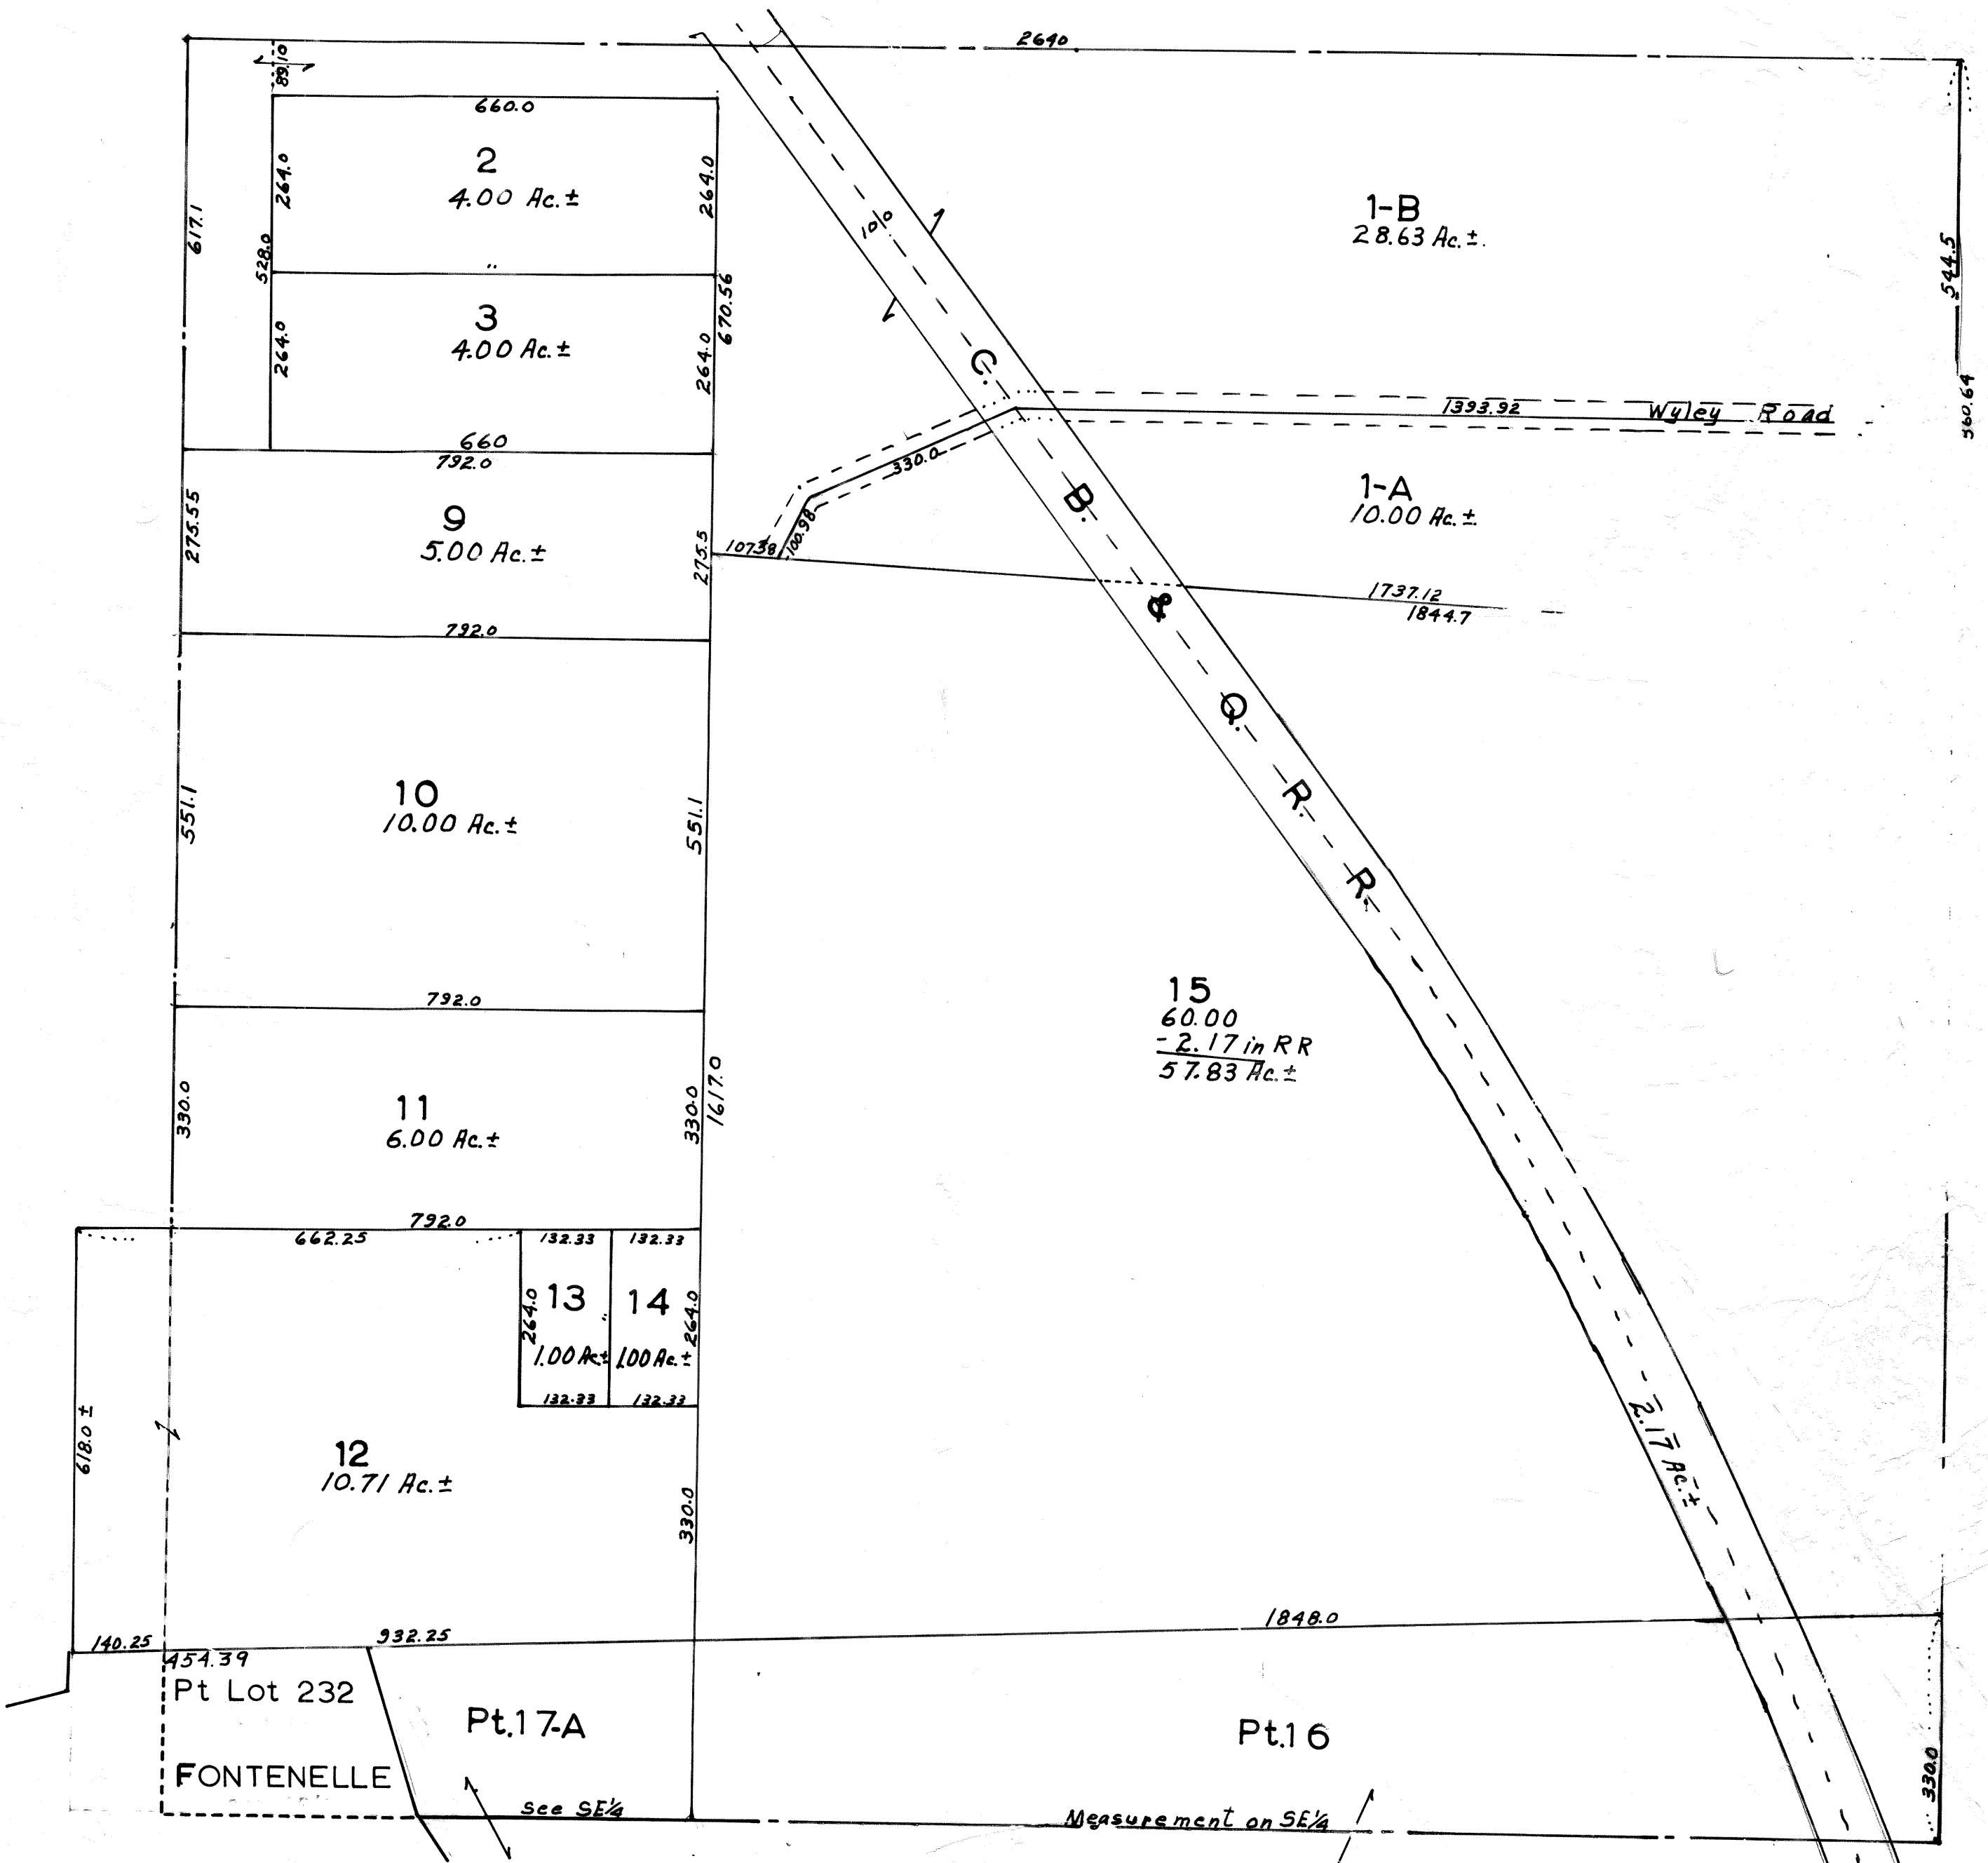 2640
89.10
660.0
2
4.00 Ac.±
264.0
264.0
617.1
528.0
"
3
4.00 Ac.±
264.0
264.0
670.56
660
792.0
9
5.00 Ac.±
275.55
275.5
792.0
10
10.00 Ac.±
551.1
551.1
792.0
11
6.00 Ac.±
330.0
330.0
1617.0
792.0
662.25
132.33
132.33
264.0
13
1.00 Ac±
"
14
1.00 Ac.±
264.0
132.33
132.33
618.0 ±
12
10.71 Ac.±
330.0
140.25
932.25
454.39
Pt Lot 232
FONTENELLE
Pt.17-A
see SE¼
100
C. B. & Q. R. R.
1-B
28.63 Ac.±.
544.5
560.64
1393.92
Wyley Road
330.0
100.98
107.58
1-A
10.00 Ac.±.
1737.12
1844.7
15
60.00
-2.17 in RR
57.83 Ac.±
2.17 Ac.±
1848.0
Pt.16
330.0
Measurement on SE¼